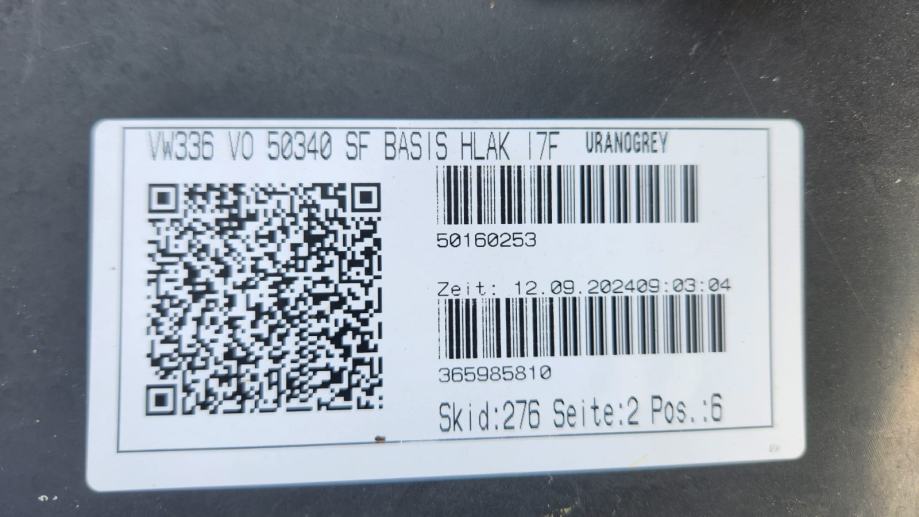 VW336 VO 50340 SF BASIS HLAK I7F URANOGREY
50160253
Zeit: 12.09.202409:03:04
365985810
Skid:276 Seite:2 Pos.:6